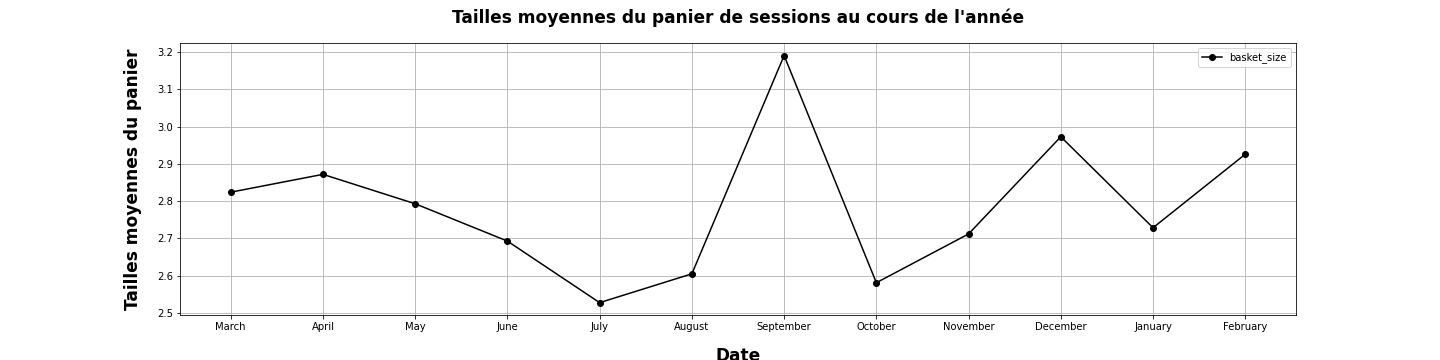 Tailles moyennes du panier de sessions au cours de l'année
Tailles moyennes du panier
3.2
3.1
3.0
2.9
2.8
2.7
2.6
2.5
basket_size
March April May June July August September October November December January February
Date